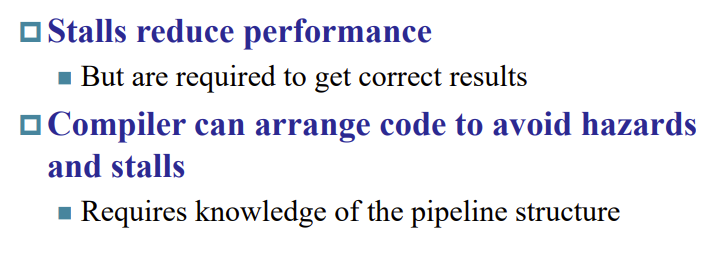 Stalls reduce performance
But are required to get correct results
Compiler can arrange code to avoid hazards
and stalls
Requires knowledge of the pipeline structure